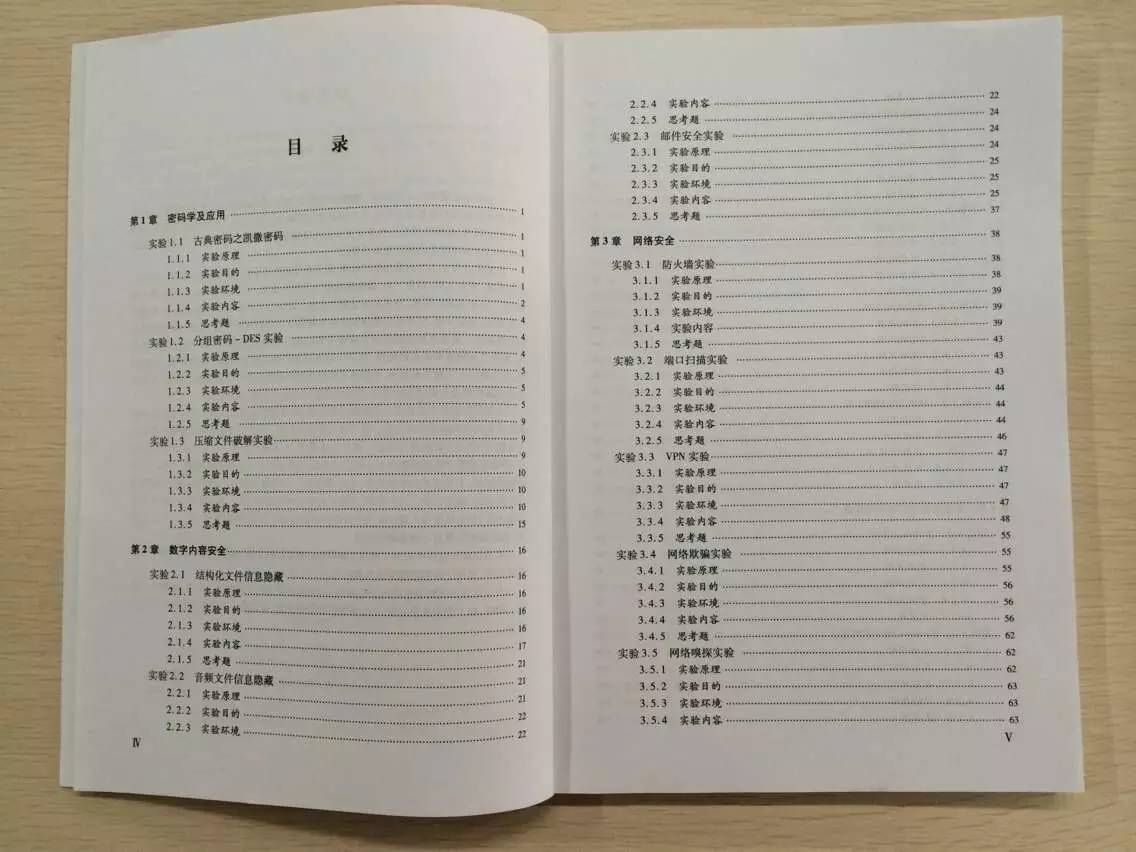 目 录
第1章 密码学及应用 1
实验1.1 古典密码之凯撒密码 1
1.1.1 实验原理 1
1.1.2 实验目的 1
1.1.3 实验环境 1
1.1.4 实验内容 2
1.1.5 思考题 4
实验1.2 分组密码-DES实验 4
1.2.1 实验原理 4
1.2.2 实验目的 5
1.2.3 实验环境 5
1.2.4 实验内容 5
1.2.5 思考题 9
实验1.3 压缩文件破解实验 9
1.3.1 实验原理 9
1.3.2 实验目的 10
1.3.3 实验环境 10
1.3.4 实验内容 10
1.3.5 思考题 15
第2章 数字内容安全 16
实验2.1 结构化文件信息隐藏 16
2.1.1 实验原理 16
2.1.2 实验目的 16
2.1.3 实验环境 16
2.1.4 实验内容 17
2.1.5 思考题 21
实验2.2 音频文件信息隐藏 21
2.2.1 实验原理 21
2.2.2 实验目的 22
2.2.3 实验环境 22
Ⅳ
2.2.4 实验内容 22
2.2.5 思考题 24
实验2.3 邮件安全实验 24
2.3.1 实验原理 24
2.3.2 实验目的 25
2.3.3 实验环境 25
2.3.4 实验内容 25
2.3.5 思考题 37
第3章 网络安全 38
实验3.1 防火墙实验 38
3.1.1 实验原理 38
3.1.2 实验目的 39
3.1.3 实验环境 39
3.1.4 实验内容 39
3.1.5 思考题 43
实验3.2 端口扫描实验 43
3.2.1 实验原理 43
3.2.2 实验目的 44
3.2.3 实验环境 44
3.2.4 实验内容 44
3.2.5 思考题 46
实验3.3 VPN实验 47
3.3.1 实验原理 47
3.3.2 实验目的 47
3.3.3 实验环境 47
3.3.4 实验内容 48
3.3.5 思考题 55
实验3.4 网络欺骗实验 55
3.4.1 实验原理 55
3.4.2 实验目的 56
3.4.3 实验环境 56
3.4.4 实验内容 56
3.4.5 思考题 62
实验3.5 网络嗅探实验 62
3.5.1 实验原理 62
3.5.2 实验目的 63
3.5.3 实验环境 63
3.5.4 实验内容 63
Ⅴ